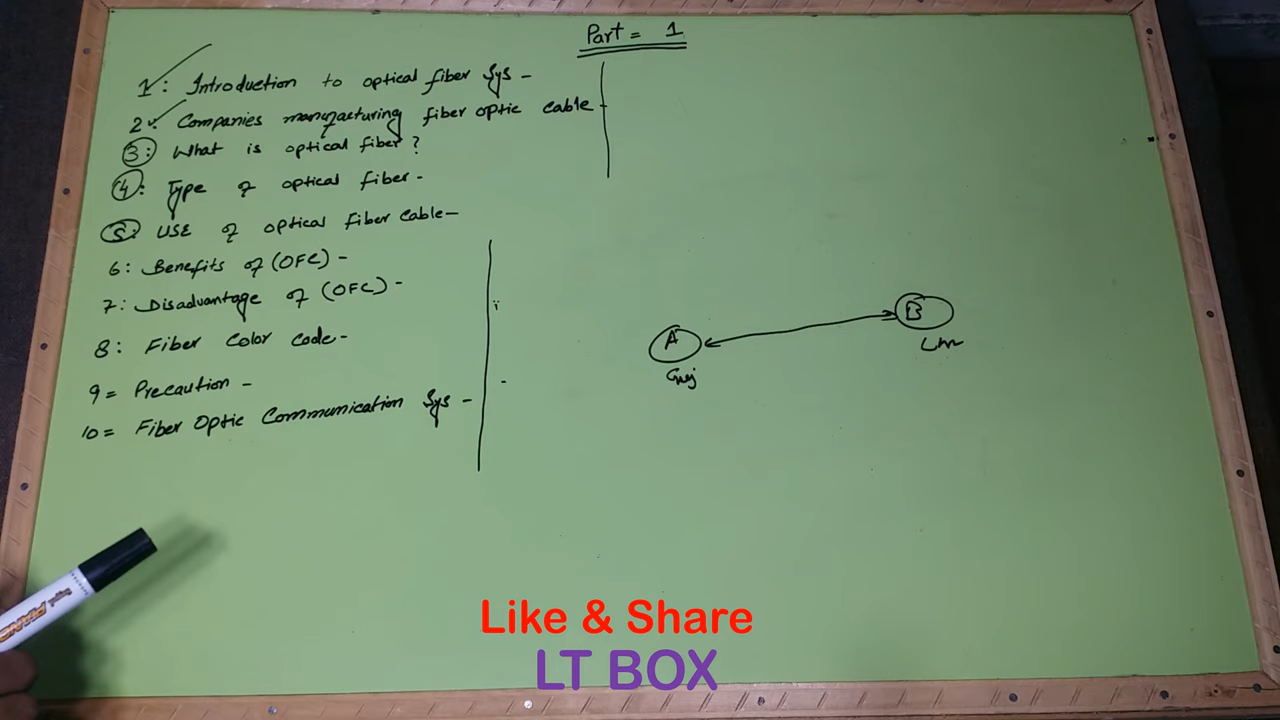 Part = 1
1: Introduction to optical fiber Sys -
2: Companies manufacturing fiber optic cable -
3: What is optical fiber?
4: Type of optical fiber -
5: USE of optical fiber cable -
6: Benefits of (OFC) -
7: Disadvantage of (OFC) -
8: Fiber Color Code -
9= Precaution -
10= Fiber Optic Communication Sys -
A
B
Guj
Lhr
Like & Share
LT BOX